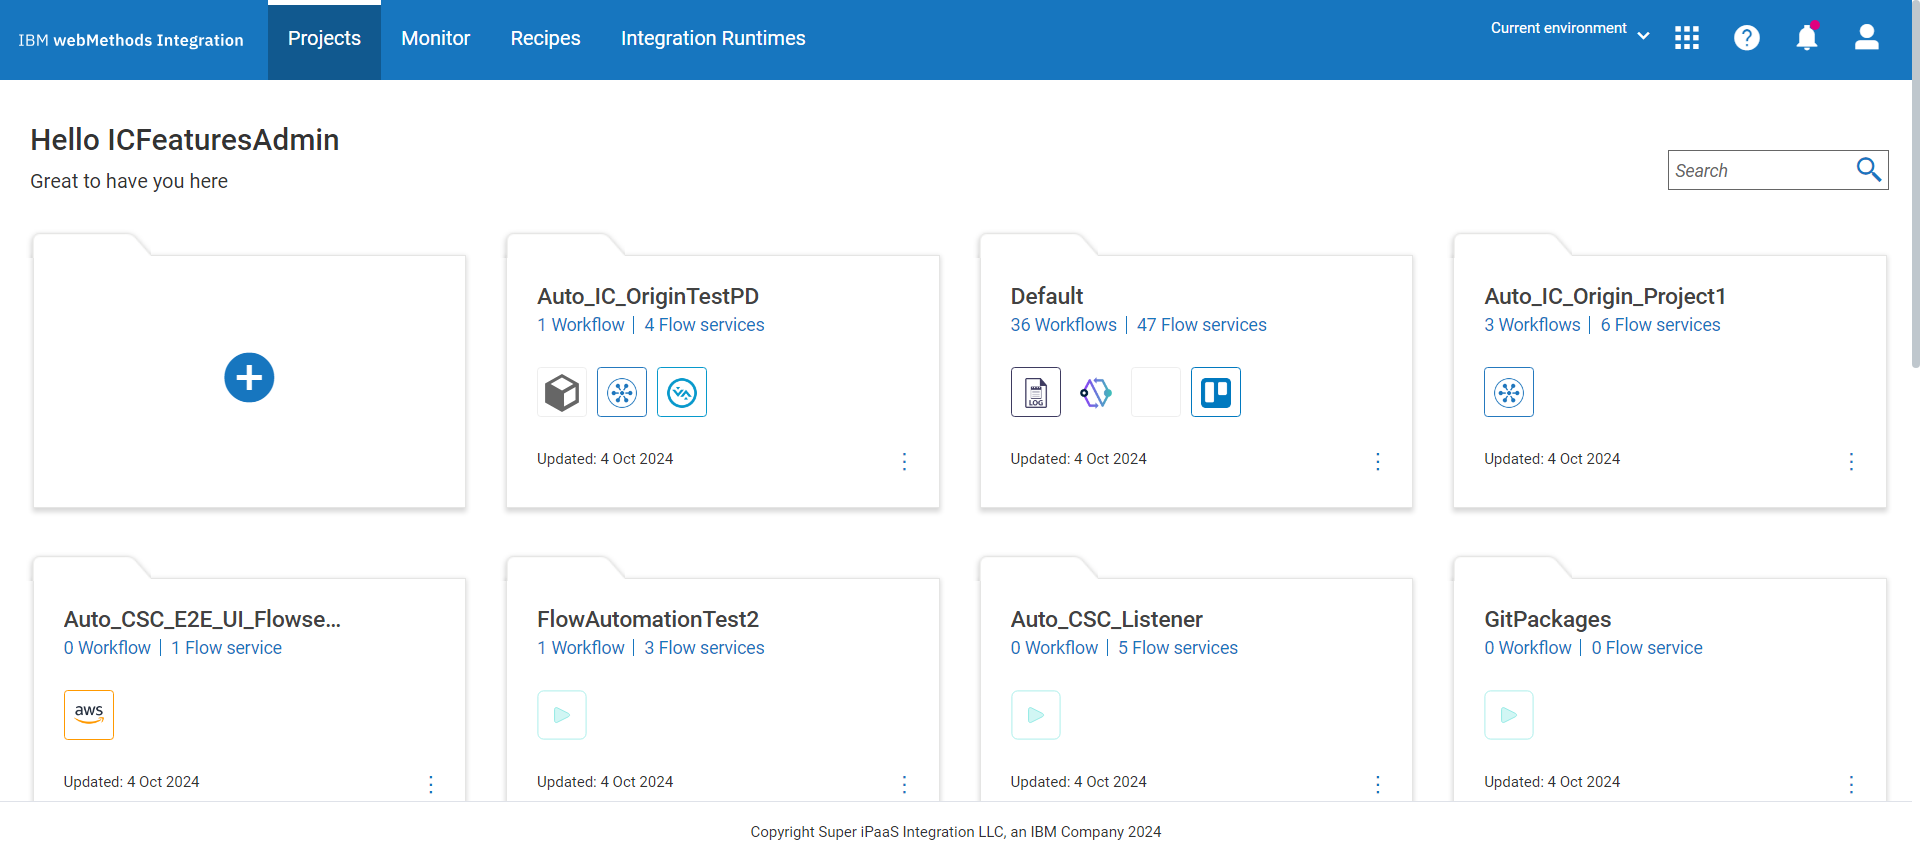 IBM webMethods Integration
Projects
Monitor
Recipes
Integration Runtimes
Current environment
Hello ICFeaturesAdmin
Great to have you here
Search
Auto_IC_OriginTestPD
1 Workflow | 4 Flow services
Updated: 4 Oct 2024
Default
36 Workflows | 47 Flow services
LOG
Updated: 4 Oct 2024
Auto_IC_Origin_Project1
3 Workflows | 6 Flow services
Updated: 4 Oct 2024
Auto_CSC_E2E_UI_Flowse...
0 Workflow | 1 Flow service
aws
Updated: 4 Oct 2024
FlowAutomationTest2
1 Workflow | 3 Flow services
Updated: 4 Oct 2024
Auto_CSC_Listener
0 Workflow | 5 Flow services
Updated: 4 Oct 2024
GitPackages
0 Workflow | 0 Flow service
Updated: 4 Oct 2024
Copyright Super iPaaS Integration LLC, an IBM Company 2024